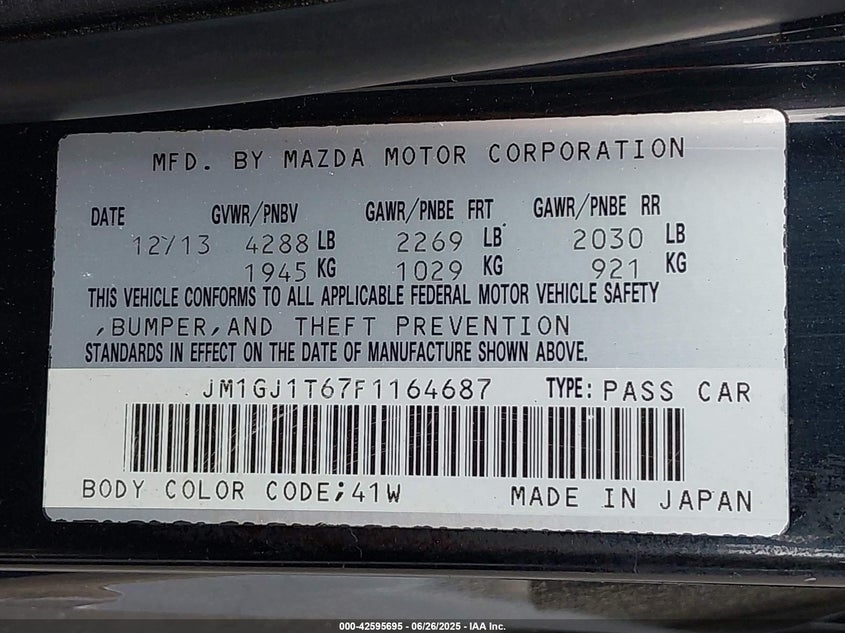 MFD. BY MAZDA MOTOR CORPORATION
DATE GVWR/PNBV GAWR/PNBE FRT GAWR/PNBE RR
12/13 4288 LB 2269 LB 2030 LB
1945 KG 1029 KG 921 KG
THIS VEHICLE CONFORMS TO ALL APPLICABLE FEDERAL MOTOR VEHICLE SAFETY
,BUMPER,AND THEFT PREVENTION
STANDARDS IN EFFECT ON THE DATE OF MANUFACTURE SHOWN ABOVE.
JM1GJ1T67F1164687 TYPE: PASS CAR
BODY COLOR CODE;41W MADE IN JAPAN
000-42595695 - 06/26/2025 - IAA Inc.